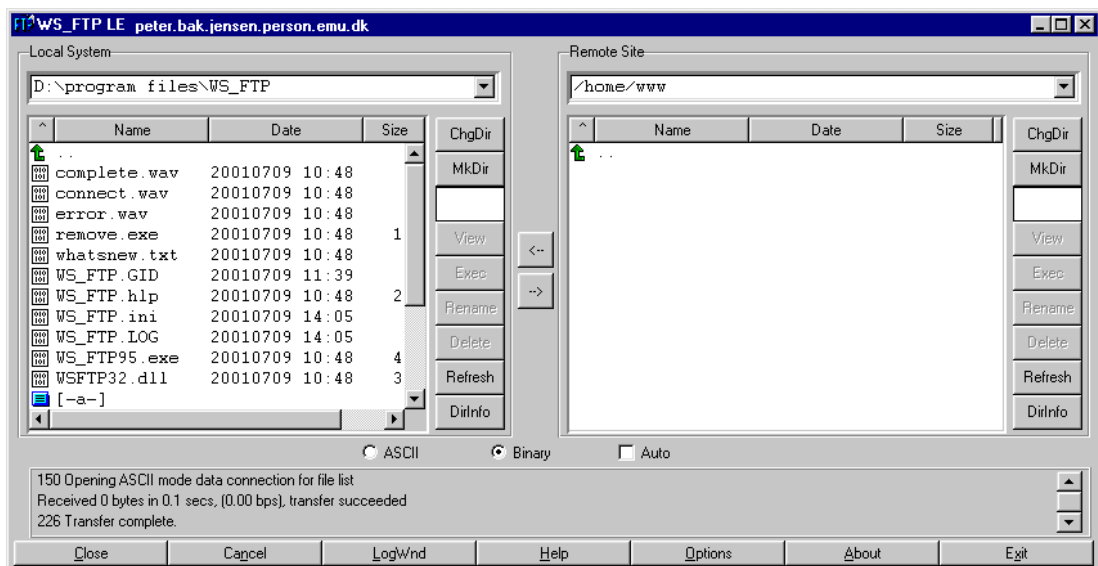 WS_FTP LE peter.bak.jensen.person.emu.dk
Local System
D:\program files\WS_FTP
^ Name Date Size
..
complete.wav 20010709 10:48
connect.wav 20010709 10:48
error.wav 20010709 10:48
remove.exe 20010709 10:48 1
whatsnew.txt 20010709 10:48
WS_FTP.GID 20010709 11:39
WS_FTP.hlp 20010709 10:48 2
WS_FTP.ini 20010709 14:05
WS_FTP.LOG 20010709 14:05
WS_FTP95.exe 20010709 10:48 4
WSFTP32.dll 20010709 10:48 3
[-a-]
ChgDir
MkDir
View
Exec
Rename
Delete
Refresh
DirInfo
<--
-->
Remote Site
/home/www
^ Name Date Size
..
ChgDir
MkDir
View
Exec
Rename
Delete
Refresh
DirInfo
ASCII Binary Auto
150 Opening ASCII mode data connection for file list
Received 0 bytes in 0.1 secs, (0.00 bps), transfer succeeded
226 Transfer complete.
Close Cancel LogWnd Help Options About Exit